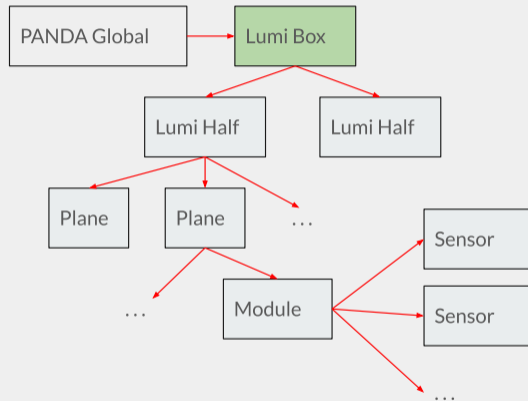 PANDA Global
Lumi Box
Lumi Half
Lumi Half
Plane
Plane
...
Sensor
...
Module
Sensor
...